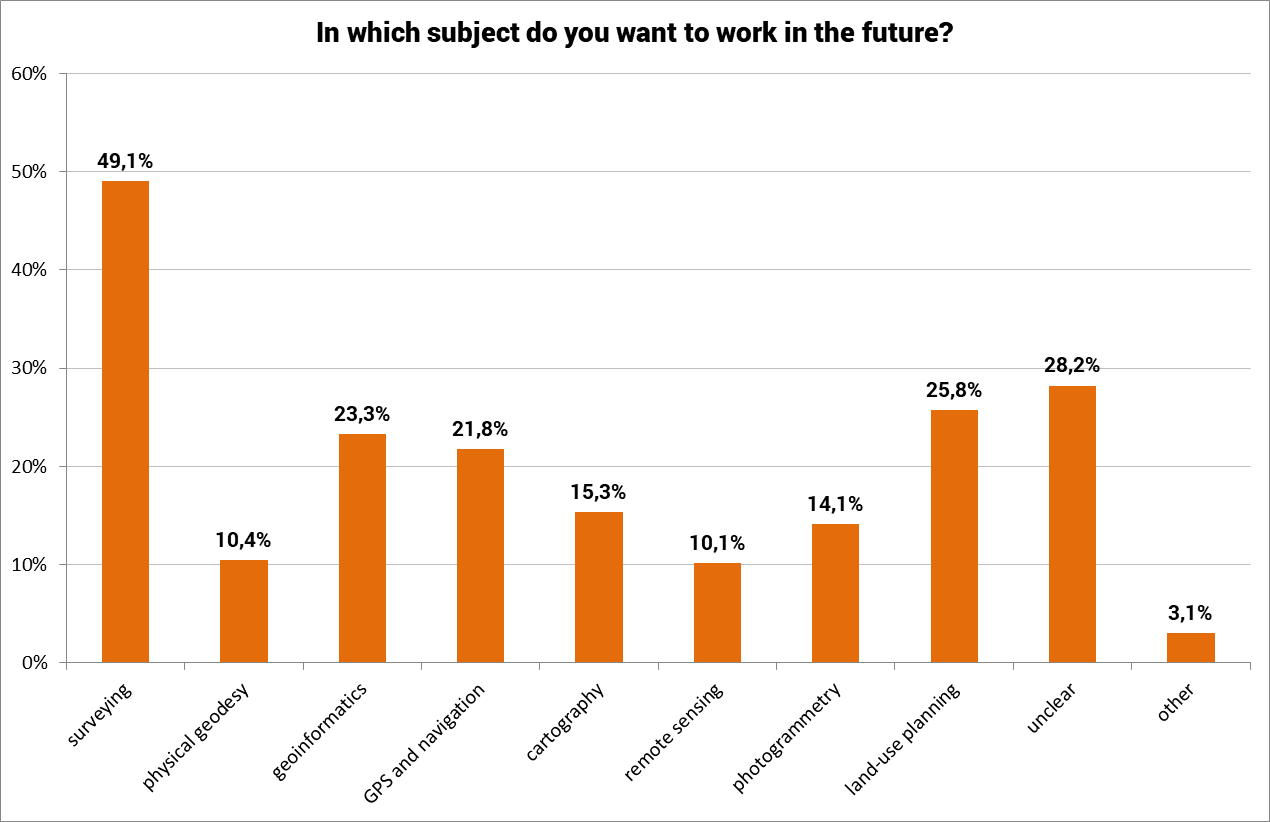 In which subject do you want to work in the future?
60%
50%
40%
30%
20%
10%
0%
49,1%
10,4%
23,3%
21,8%
15,3%
10,1%
14,1%
25,8%
28,2%
3,1%
surveying
physical geodesy
geoinformatics
GPS and navigation
cartography
remote sensing
photogrammetry
land-use planning
unclear
other